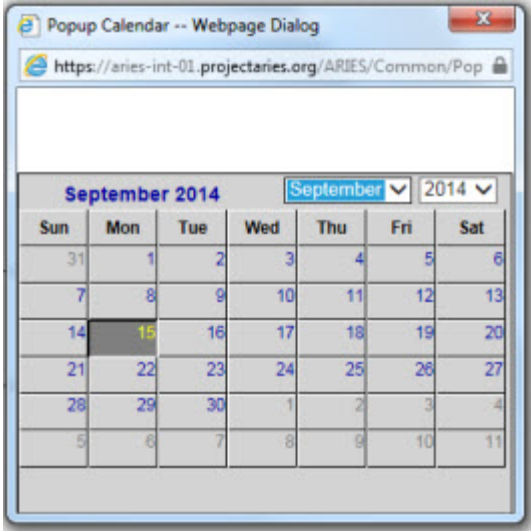 Popup Calendar -- Webpage Dialog
x
https://aries-int-01.projectaries.org/ARIES/Common/Pop
September 2014 September 2014
Sun Mon Tue Wed Thu Fri Sat
31 1 2 3 4 5 6
7 8 9 10 11 12 13
14 15 16 17 18 19 20
21 22 23 24 25 26 27
28 29 30 1 2 3 4
5 6 7 8 9 10 11